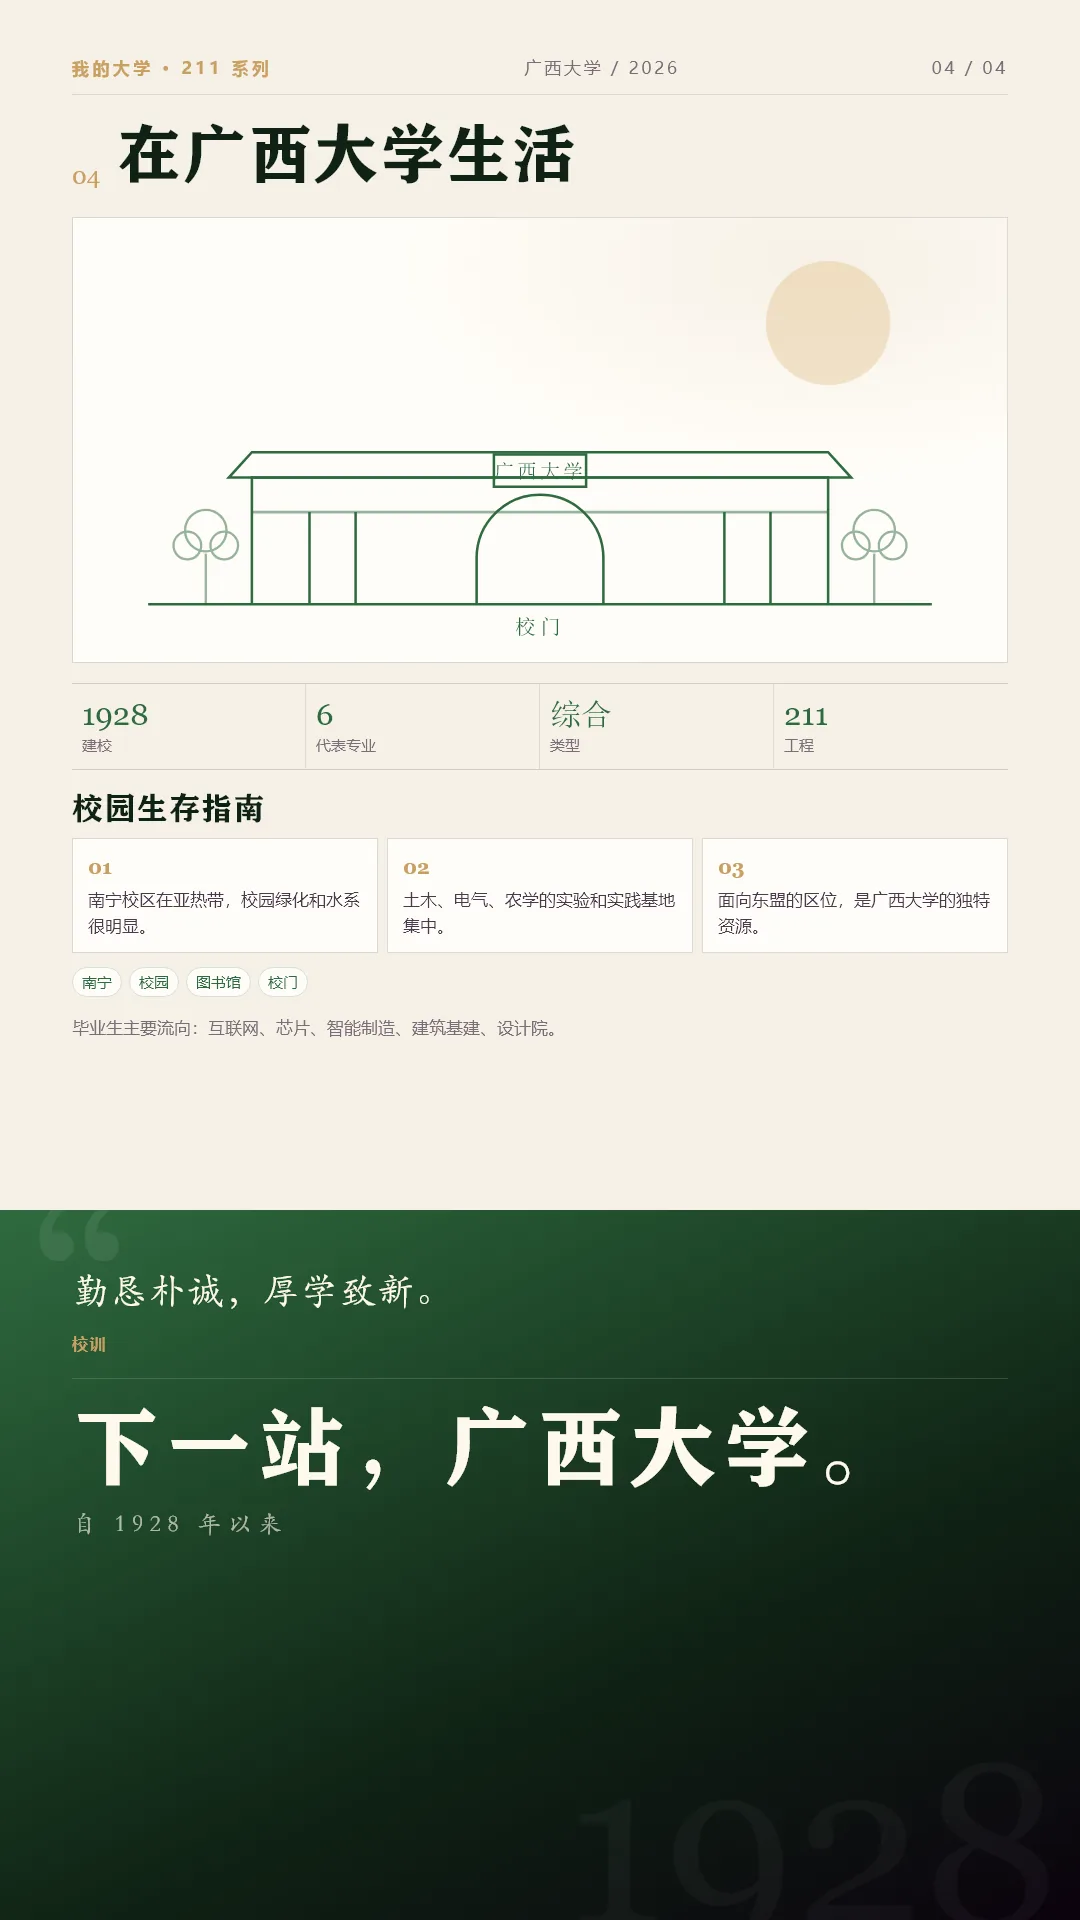 我的大学 • 211 系列
广西大学 / 2026
04 / 04
04 在广西大学生活
广西大学
校门
1928
建校
6
代表专业
综合
类型
211
工程
校园生存指南
01
南宁校区在亚热带，校园绿化和水系
很明显。
02
土木、电气、农学的实验和实践基地
集中。
03
面向东盟的区位，是广西大学的独特
资源。
南宁
校园
图书馆
校门
毕业生主要流向：互联网、芯片、智能制造、建筑基建、设计院。
“
勤恳朴诚，厚学致新。
校训
下一站，广西大学。
自 1928 年以来
1928